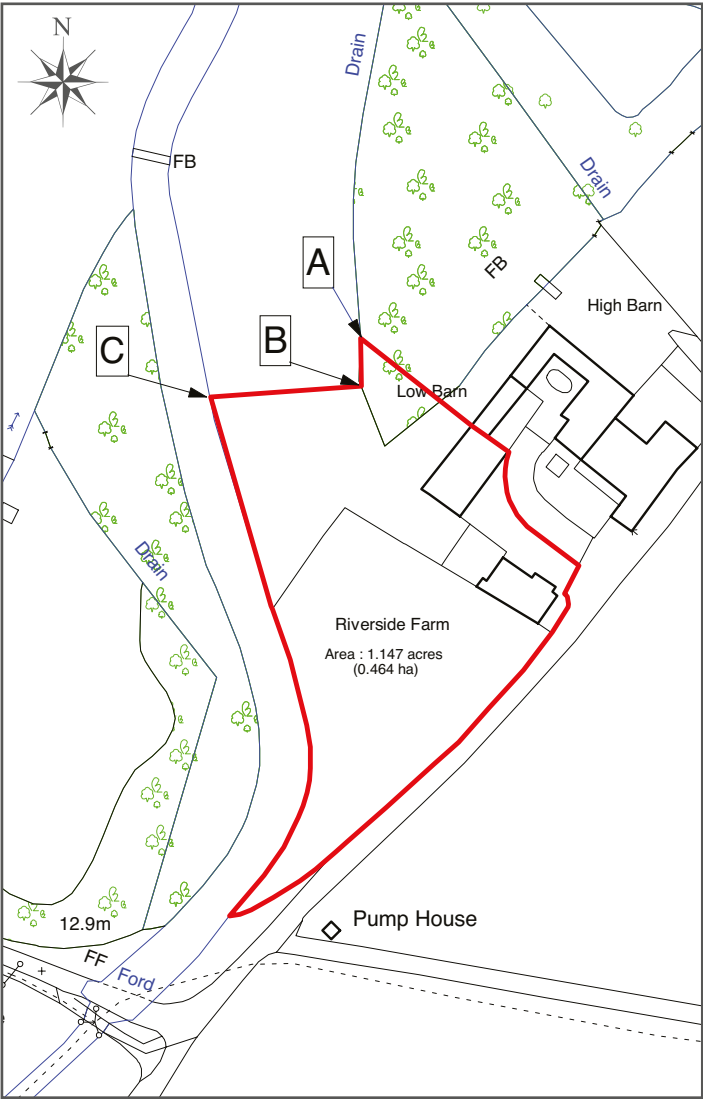 N
Drain
FB
Drain
A
FB
High Barn
B
C
Low Barn
Drain
Riverside Farm
Area : 1.147 acres
(0.464 ha)
Pump House
12.9m
FF
Ford